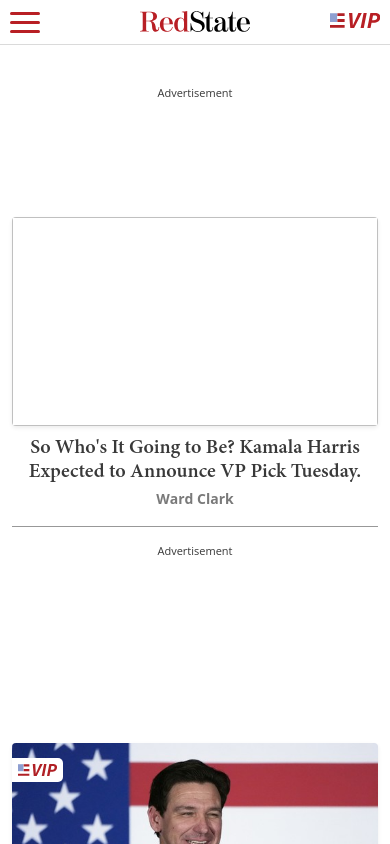 RedState
VIP
Advertisement
So Who's It Going to Be? Kamala Harris
Expected to Announce VP Pick Tuesday.
Ward Clark
Advertisement
VIP